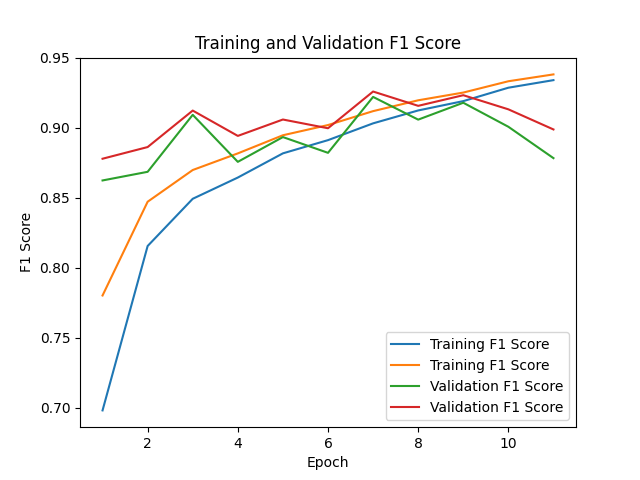 Training and Validation F1 Score
0.95
0.90
0.85
0.80
0.75
0.70
F1 Score
Training F1 Score
Training F1 Score
Validation F1 Score
Validation F1 Score
2 4 6 8 10
Epoch